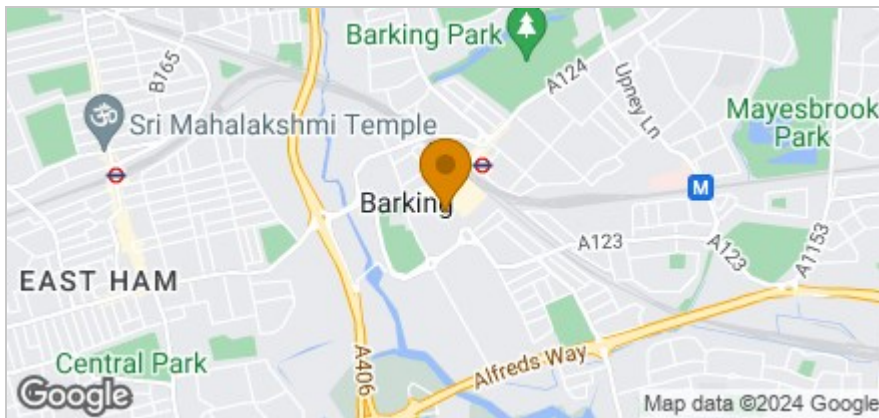 Barking Park
A124
B165
Upney Ln
Mayesbrook
Park
Sri Mahalakshmi Temple
ॐ
M
Barking
A123
A123
A1153
EAST HAM
Central Park
A406
Alfreds Way
Google
Map data ©2024 Google